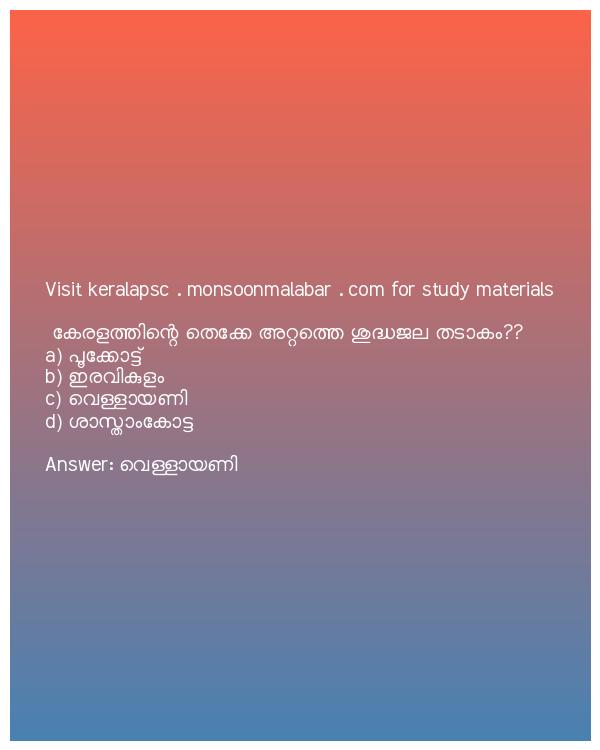 Visit keralapsc . monsoonmalabar . com for study materials
കേരളത്തിന്റെ തെക്കേ അറ്റത്തെ ശുദ്ധജല തടാകം??
a) പൂക്കോട്ട്
b) ഇരവികുളം
c) വെള്ളായണി
d) ശാസ്താംകോട്ട
Answer: വെള്ളായണി